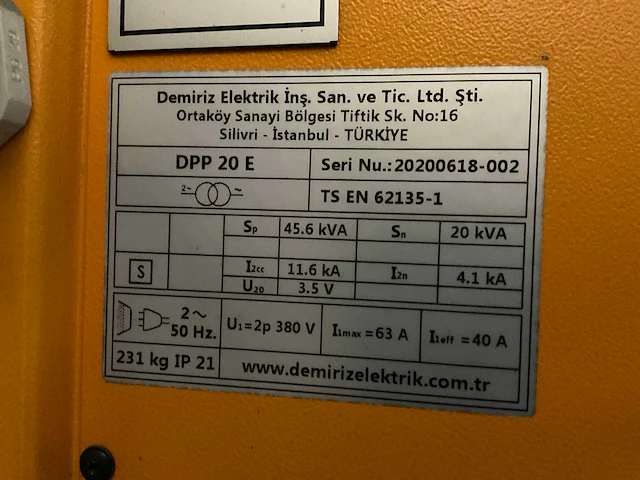 Demiriz Elektrik İnş. San. ve Tic. Ltd. Şti.
Ortaköy Sanayi Bölgesi Tiftik Sk. No:16
Silivri - İstanbul - TÜRKİYE
DPP 20 E
Seri Nu.:20200618-002
2~ ~
TS EN 62135-1
Sp 45.6 kVA Sn 20 kVA
S I2cc 11.6 kA I2n 4.1 kA
U20 3.5 V
2~
50 Hz.
U1=2p 380 V I1max =63 A I1eff =40 A
231 kg IP 21 www.demirizelektrik.com.tr